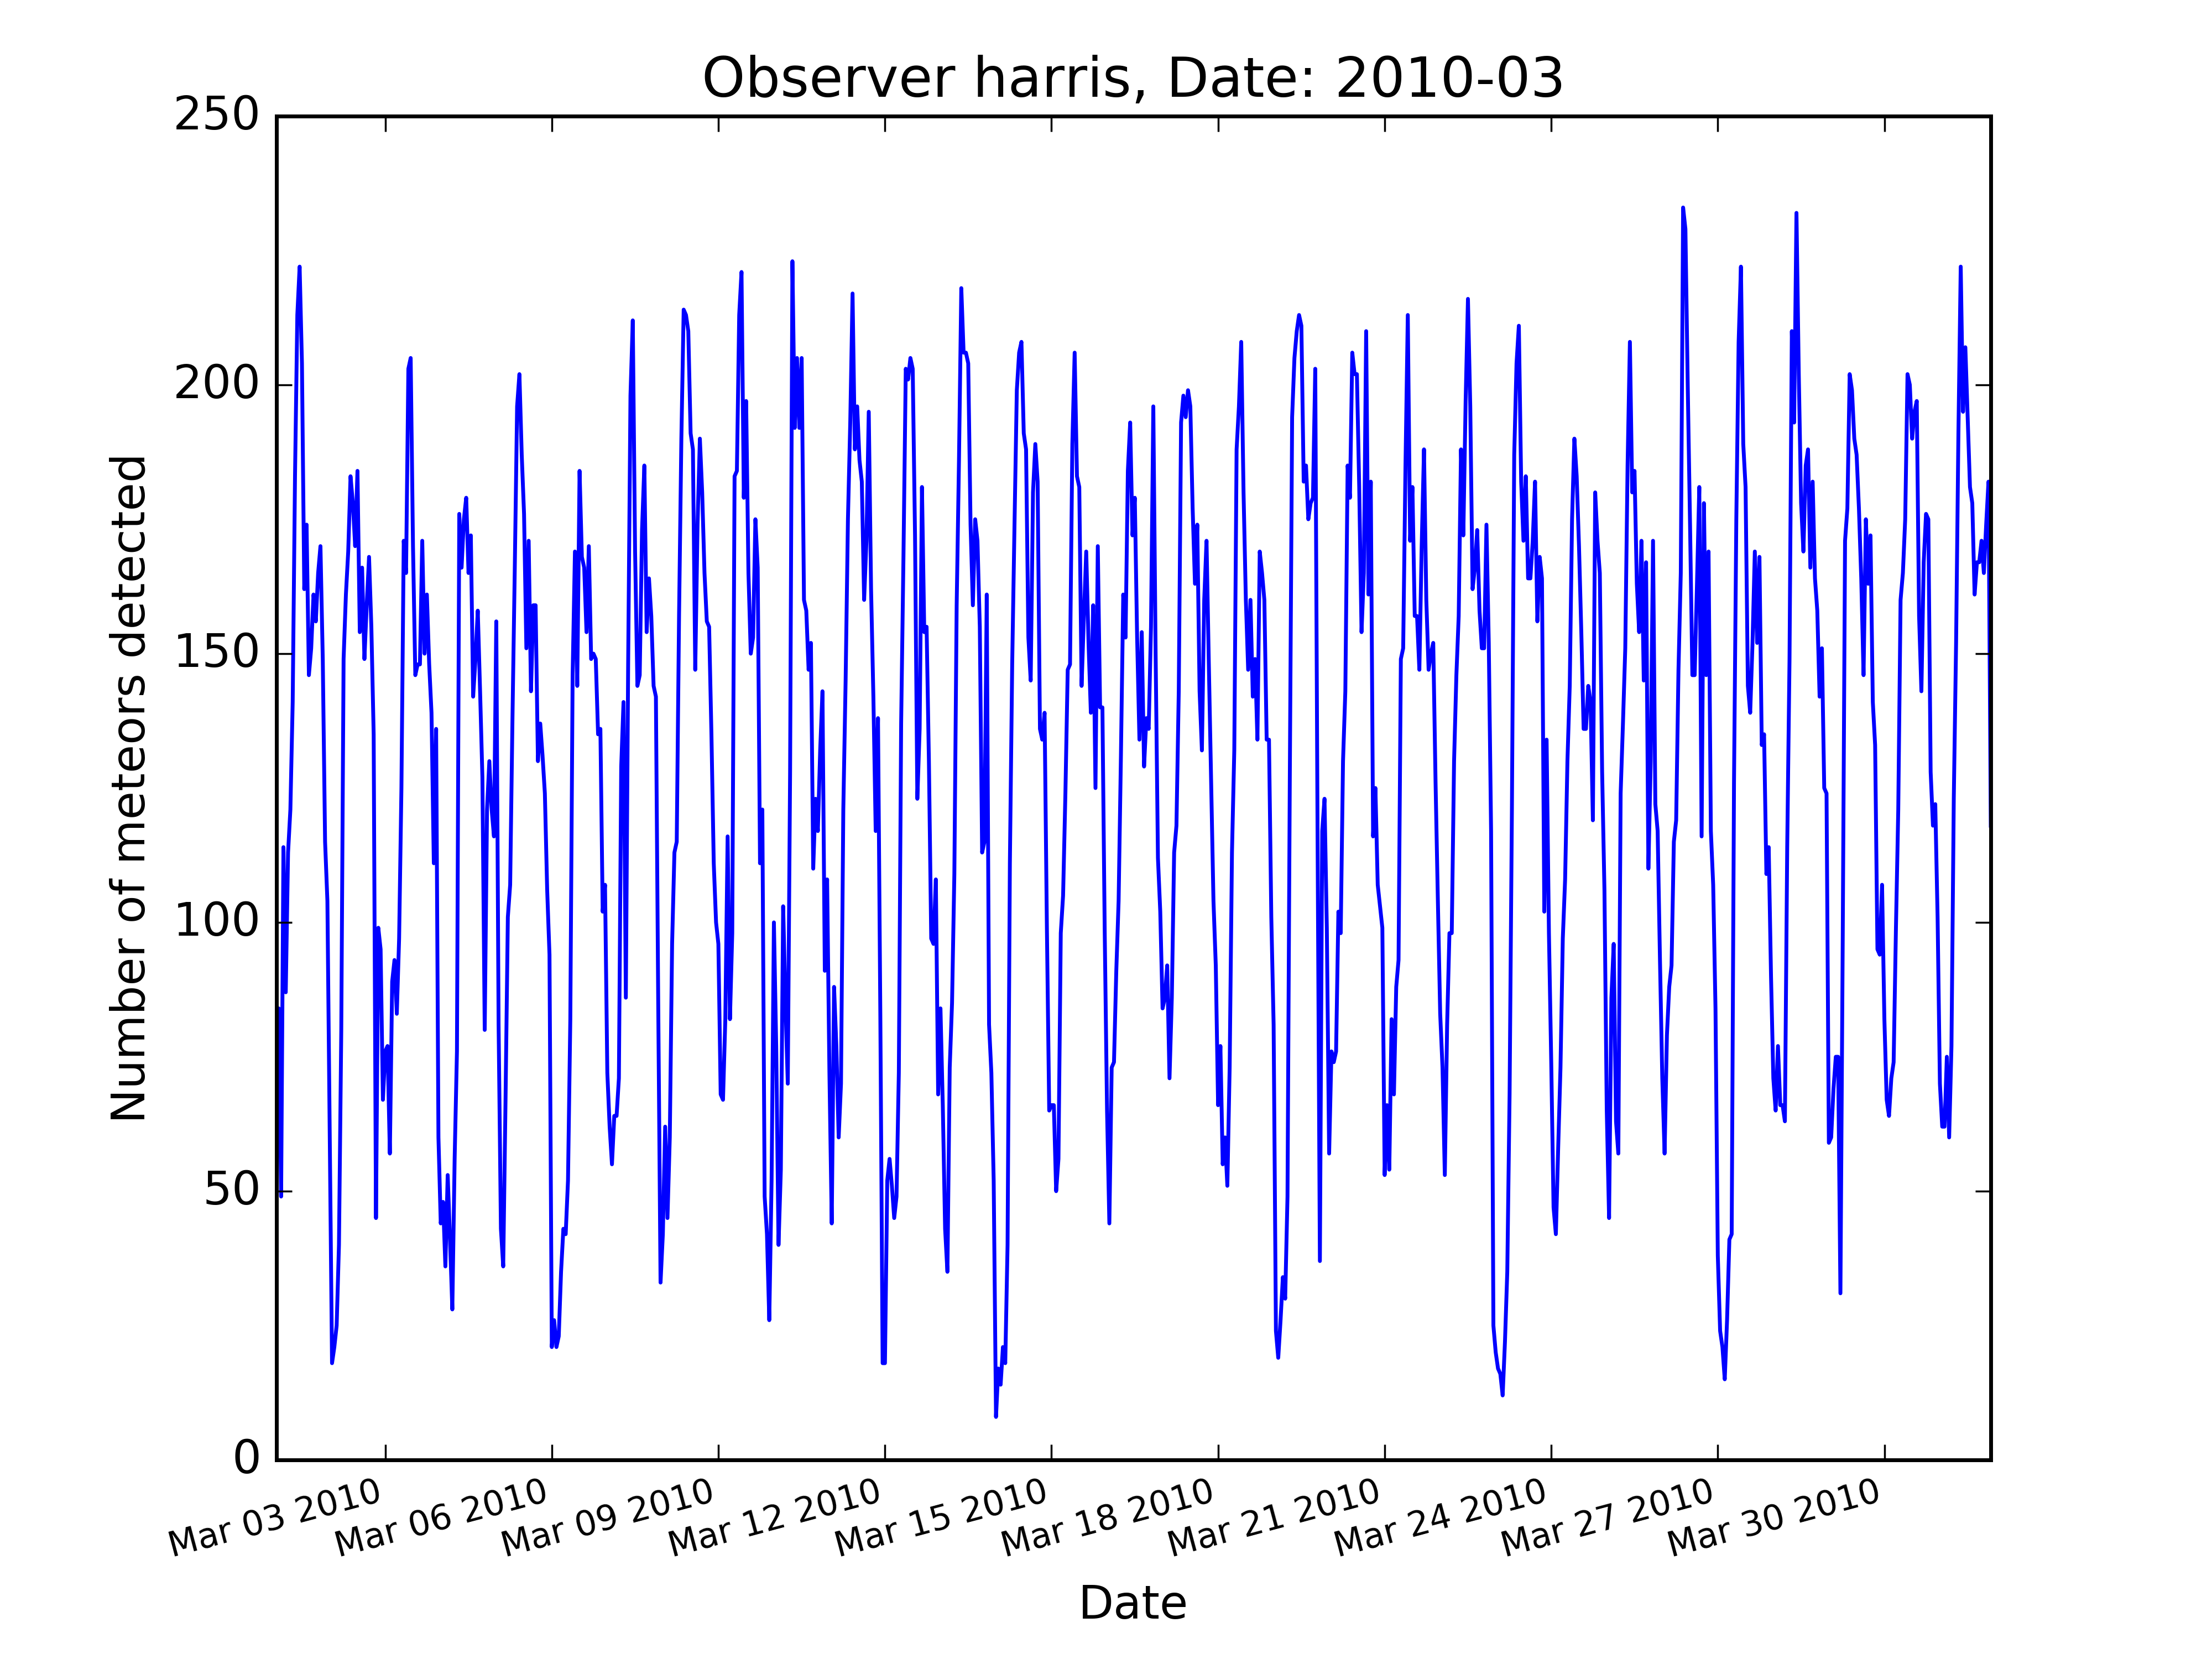 Observer harris, Date: 2010-03
250
200
150
100
50
0
Number of meteors detected
Mar 03 2010
Mar 06 2010
Mar 09 2010
Mar 12 2010
Mar 15 2010
Mar 18 2010
Mar 21 2010
Mar 24 2010
Mar 27 2010
Mar 30 2010
Date